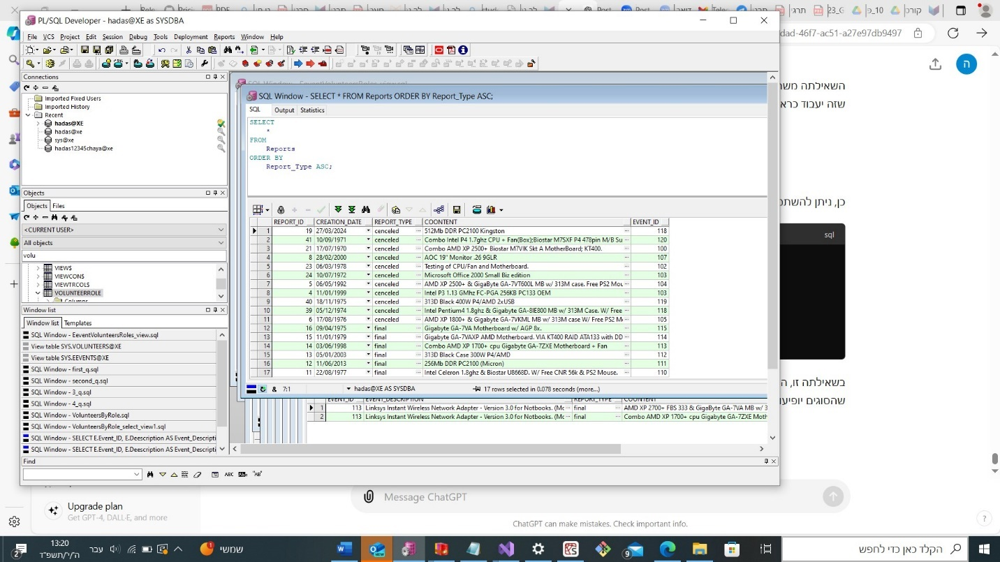 PL/SQL Developer - hadas@XE as SYSDBA
File VCS Project Edit Session Debug Tools Deployment Reports Window Help
dad-46f7-ac51-a27e97db9497
Connections
Imported Fixed Users
Imported History
Recent
hadas@XE
hadas@xe
sys@xe
hadas12345chaya@xe
Objects
Objects Files
<CURRENT USER>
All objects
volu
VIEW$
VIEWCON$
VIEWTRCOL$
VOLUNTEERROLE
Columns
Window list
Window list Templates
SQL Window - EeventVolunteersRoles_view.sql
View table SYS.VOLUNTEERS@XE
View table SYS.EEVENTS@XE
SQL Window - first_q.sql
SQL Window - second_q.sql
SQL Window - 3_q.sql
SQL Window - 4_q.sql
SQL Window - VolunteersByRole.sql
SQL Window - VolunteersByRole_select_view1.sql
SQL Window - SELECT E.Event_ID, E.Deescription AS Event_Descripti
SQL Window - SELECT E.Event_ID, E.Deescription AS Event_Descripti
Find
SQL Window - SELECT * FROM Reports ORDER BY Report_Type ASC;
SQL Output Statistics
SELECT
*
FROM
Reports
ORDER BY
Report_Type ASC;
REPORT_ID CREATION_DATE REPORT_TYPE COONTENT EVENT_ID
1 19 27/03/2024 cenceled 512Mb DDR PC2100 Kingston 118
2 41 10/09/1971 cenceled Combo Intel P4 1.7ghz CPU + Fan(Box);Biostar M7SXF P4 478pin M/B Su 120
3 21 17/07/1970 cenceled Combo AMD XP 2500+ Biostar M7VIK Skt A MotherBoard; KT400. 100
4 8 28/02/2000 cenceled AOC 19" Monitor .26 9GLR 107
5 23 06/03/1978 cenceled Testing of CPU/Fan and Motherboard. 102
6 24 10/07/1972 cenceled Microsoft Office 2000 Small Biz edition 103
7 5 06/05/1992 cenceled AMD XP 2500+ & GigaByte GA-7VT600L MB w/ 313M case. Free PS2 Mou 104
8 4 11/01/1999 cenceled Intel P3 1.13 GMhz FC-PGA 256KB PC133 OEM 103
9 40 18/11/1975 cenceled 313D Black 400W P4/AMD 2xUSB 119
10 39 05/12/1974 cenceled Intel Pentium4 1.8ghz & Gigabyte GA-8IE800 MB w/ 313M Case. W/ Free 118
11 6 17/08/1976 cenceled AMD XP 1800+ & GigaByte GA-7VKML MB w/ 313M case W/ Free PS2 M 105
12 16 09/04/1975 final Gigabyte GA-7VA Motherboard w/ AGP 8x. 115
13 15 11/01/1979 final Gigabyte GA-7VAXP AMD Motherboard. VIA KT400 RAID ATA133 with DD 114
14 14 03/06/1998 final Combo AMD XP 1700+ cpu Gigabyte GA-7ZXE Motherboard + Fan 113
15 13 05/01/2003 final 313D Black Case 300W P4/AMD 112
16 12 11/06/2013 final 256Mb DDR PC2100 (Micron) 111
17 11 22/08/1977 final Intel Celeron 1.8ghz & Biostar U8668D. W/ Free CNR 56k & PS2 Mouse. 110
7:1 hadas@XE AS SYSDBA 17 rows selected in 0.078 seconds (more...)
EVENT_ID EVENT_DESCRIPTION REPORT_TYPE COONTENT
1 113 Linksys Instant Wireless Network Adapter - Version 3.0 for Notbooks. (Mc final AMD XP 2700+ FBS 333 & GigaByte GA-7VA MB w/ 3
2 113 Linksys Instant Wireless Network Adapter - Version 3.0 for Notbooks. (Mc final Combo AMD XP 1700+ cpu Gigabyte GA-7ZXE Moth
ה
השאילתה
שזה יעבוד
כן, ניתן
sql
בשאילתה זו,
Upgrade plan
Get GPT-4, DALL·E, and more
Message ChatGPT
ChatGPT can make mistakes. Check important info.
13:20
עבר
שמשי
הקלד כאן כדי לחפש